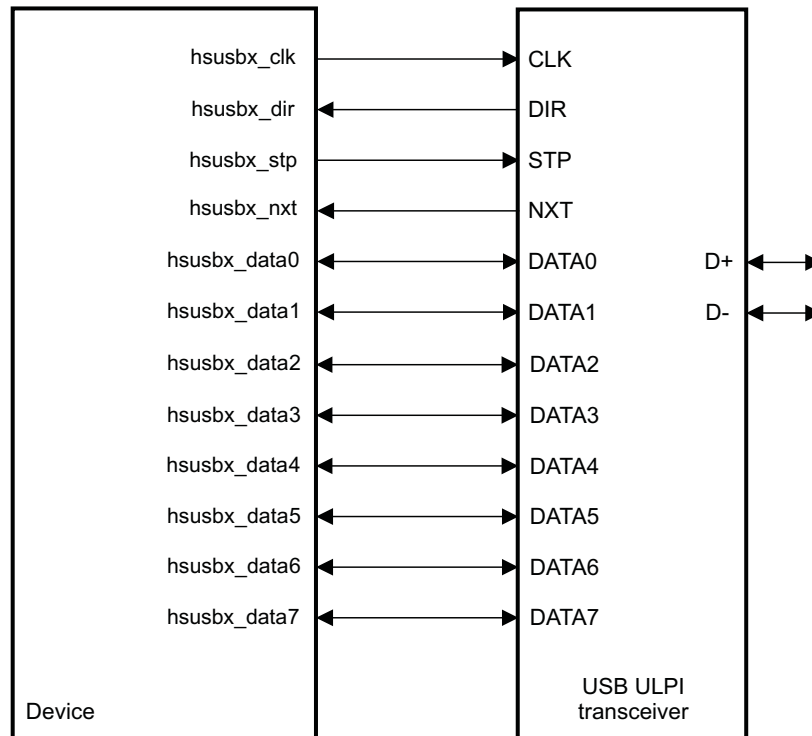 hsusbx_clk CLK
hsusbx_dir DIR
hsusbx_stp STP
hsusbx_nxt NXT
hsusbx_data0 DATA0 D+
hsusbx_data1 DATA1 D-
hsusbx_data2 DATA2
hsusbx_data3 DATA3
hsusbx_data4 DATA4
hsusbx_data5 DATA5
hsusbx_data6 DATA6
hsusbx_data7 DATA7
Device
USB ULPI
transceiver